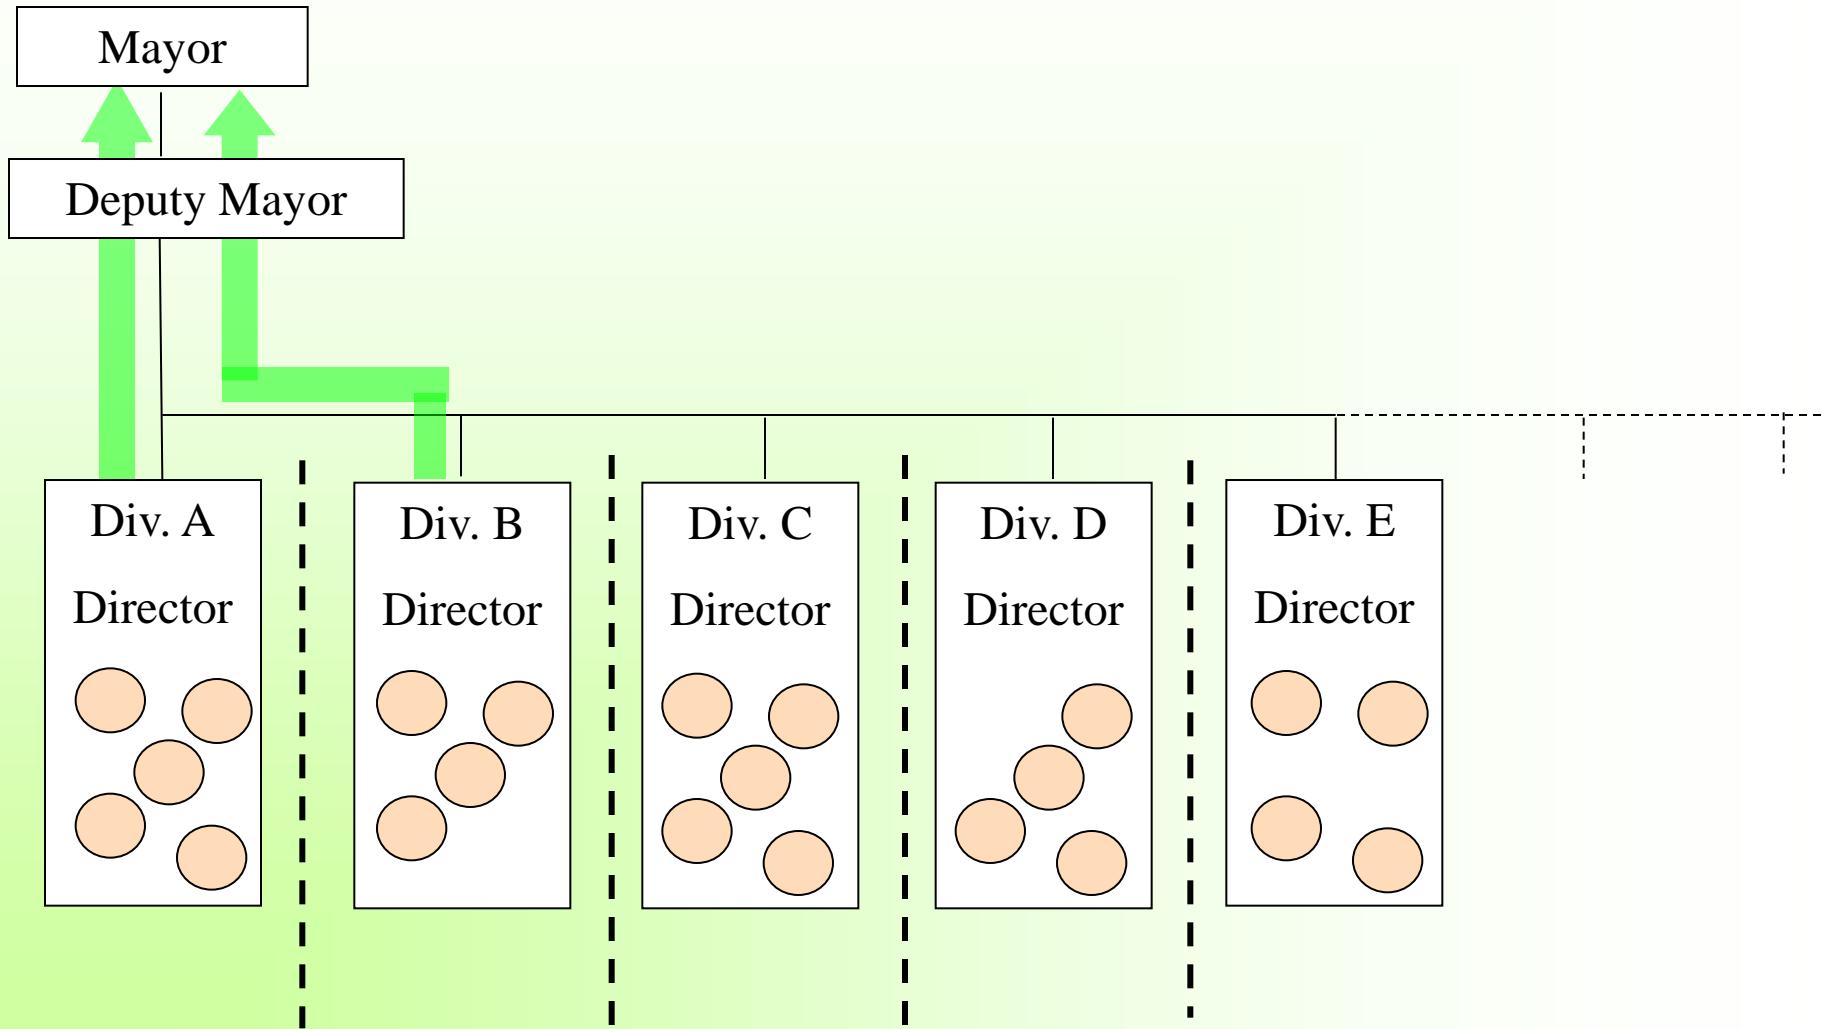 Mayor
Deputy Mayor
Div. A
Director
Div. B
Director
Div. C
Director
Div. D
Director
Div. E
Director